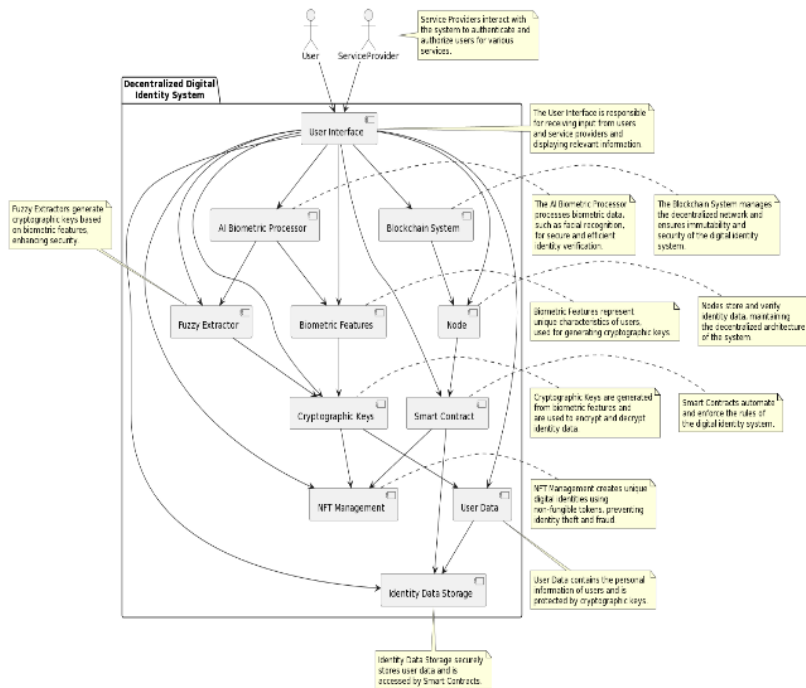 Service Providers interact with
the system to authenticate and
authorize users for various
services.
User
ServiceProvider
Decentralized Digital
Identity System
User Interface
The User Interface is responsible
for receiving input from users
and service providers and
displaying relevant information
Fuzzy Extractors generate
cryptographic keys based
on biometric features,
enhancing security.
AI Biometric Processor
Blockchain System
The AI Biometric Processor
processes biometric data,
such as facial recognition,
for secure and efficient
identity verification.
The Blockchain System manages
the decentralized network and
ensures immutability and
security of the digital identity
system.
Fuzzy Extractor
Biometric Features
Node
Biometric Features represent
unique characteristics of users,
used for generating cryptographic keys.
Nodes store and verify
identity data, maintaining
the decentralized architecture
of the system
Cryptographic Keys
Smart Contract
Cryptographic Keys are generated
from biometric features and
are used to encrypt and decrypt
identity data.
Smart Contracts automate
and enforce the rules of
the digital identity system.
NFT Management
User Data
NFT Management creates unique
digital identities using
non-fungible tokens, preventing
identity theft and fraud.
Identity Data Storage
User Data contains the personal
information of users and is
protected by cryptographic keys.
Identity Data Storage securely
stores user data and is
accessed by Smart Contracts.